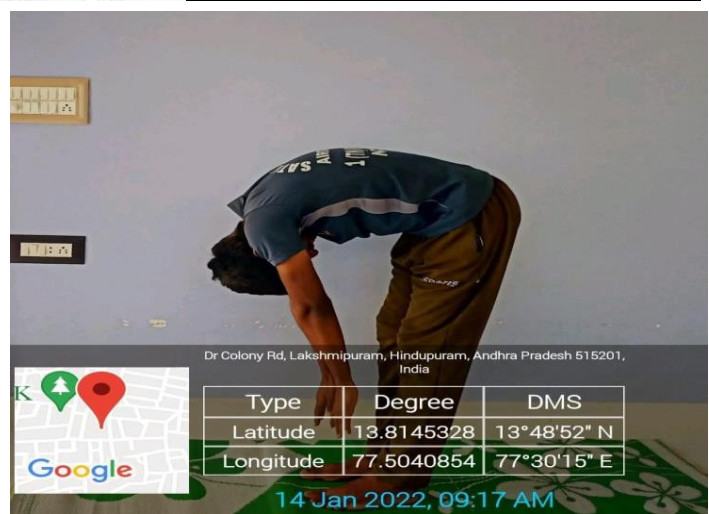 Dr Colony Rd, Lakshmipuram, Hindupuram, Andhra Pradesh 515201,
India
K
Google
Type Degree DMS
Latitude 13.8145328 13°48'52" N
Longitude 77.5040854 77°30'15" E
14 Jan 2022, 09:17 AM